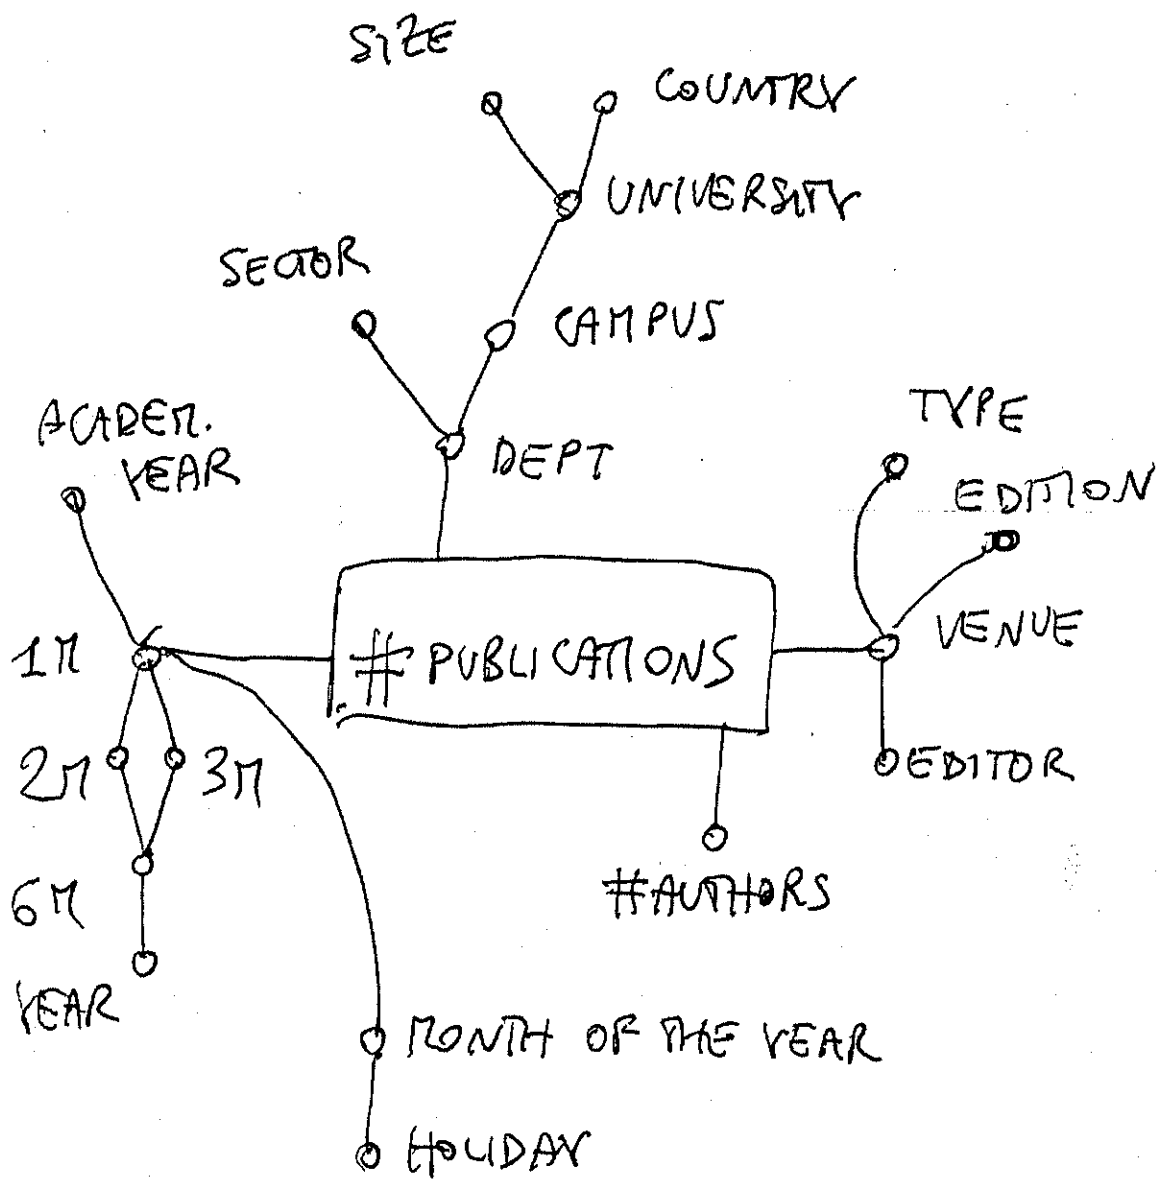 SIZE
COUNTRY
UNIVERSITY
SECTOR
CAMPUS
ACADEM.
YEAR
DEPT
TYPE
EDITION
1M
#PUBLICATIONS
VENUE
2M
3M
EDITOR
6M
#AUTHORS
YEAR
MONTH OF THE YEAR
HOLIDAY